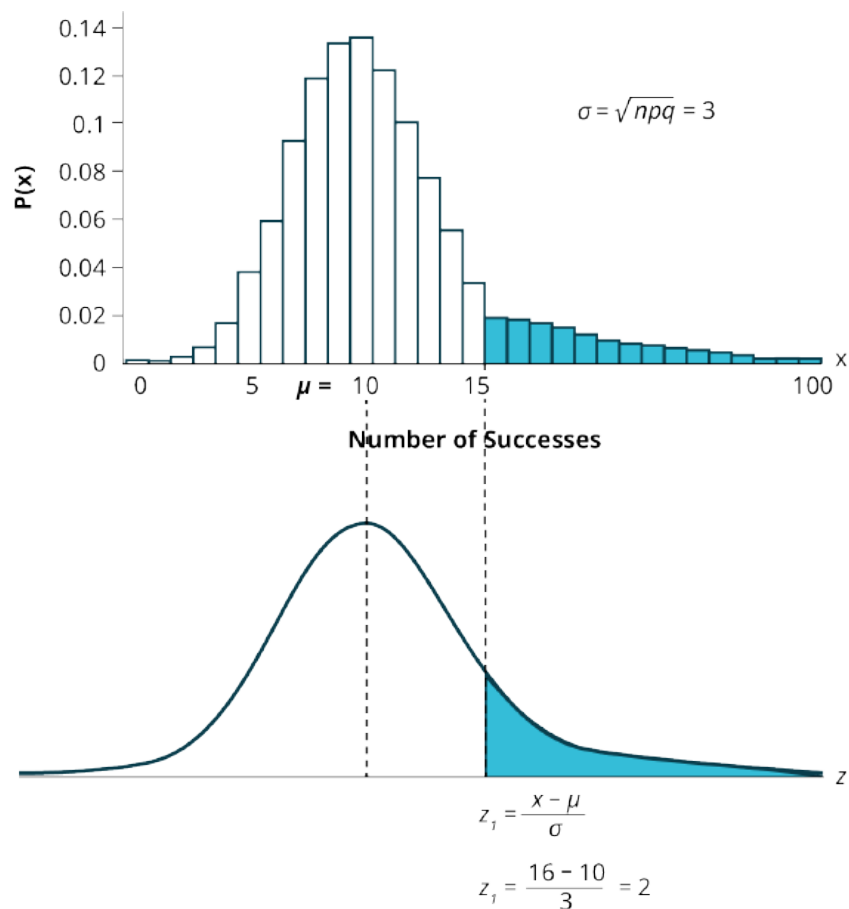 0.14
0.12
0.1
0.08
0.06
0.04
0.02
0
P(x)
σ = √npq = 3
x
0 5 μ = 10 15 100
Number of Successes
z
z₁ = (x – μ)/σ
z₁ = (16 – 10)/3 = 2